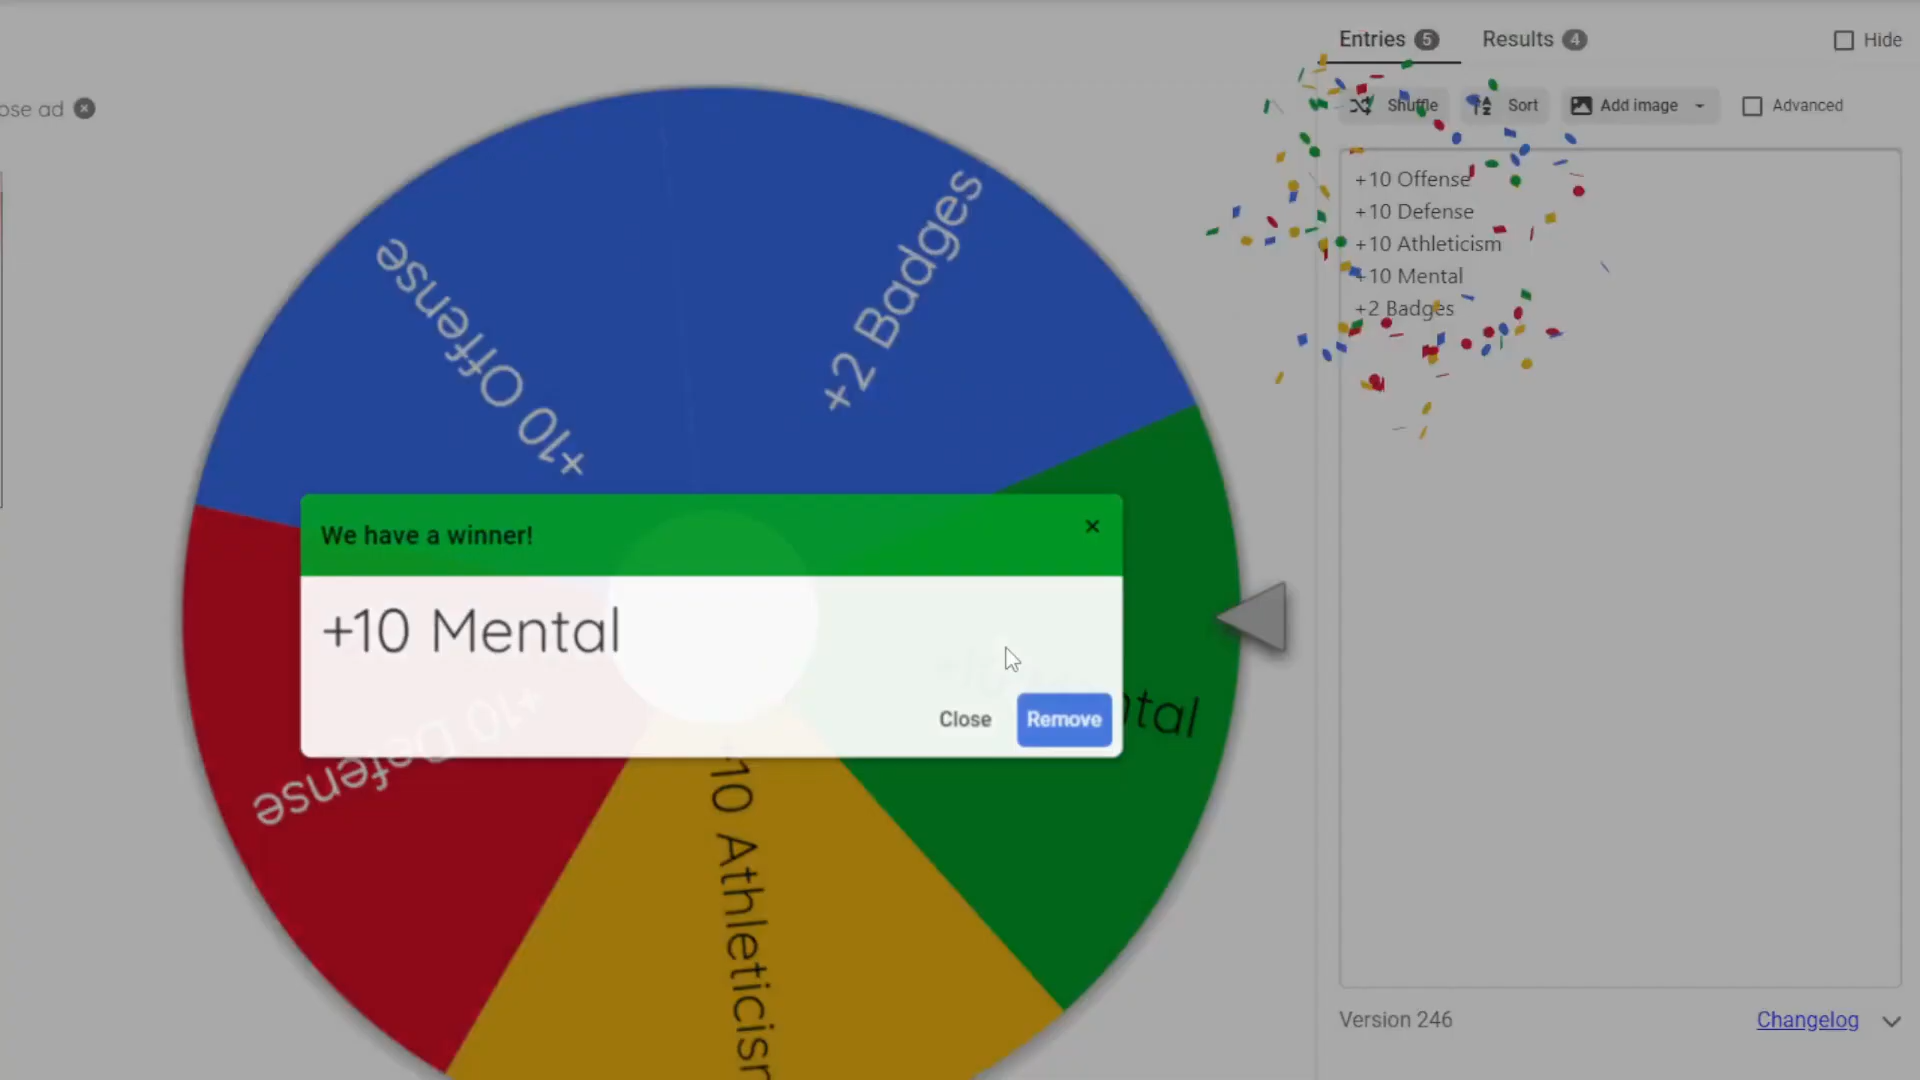 Entries 5
Results 4
Hide
ose ad
Shuffle
Sort
Add image
Advanced
+10 Offense
+10 Defense
+10 Athleticism
+10 Mental
+2 Badges
+10 Offense
+2 Badges
We have a winner!
+10 Mental
Close
Remove
ntal
+10 Defense
10 Athleticism
Version 246
Changelog